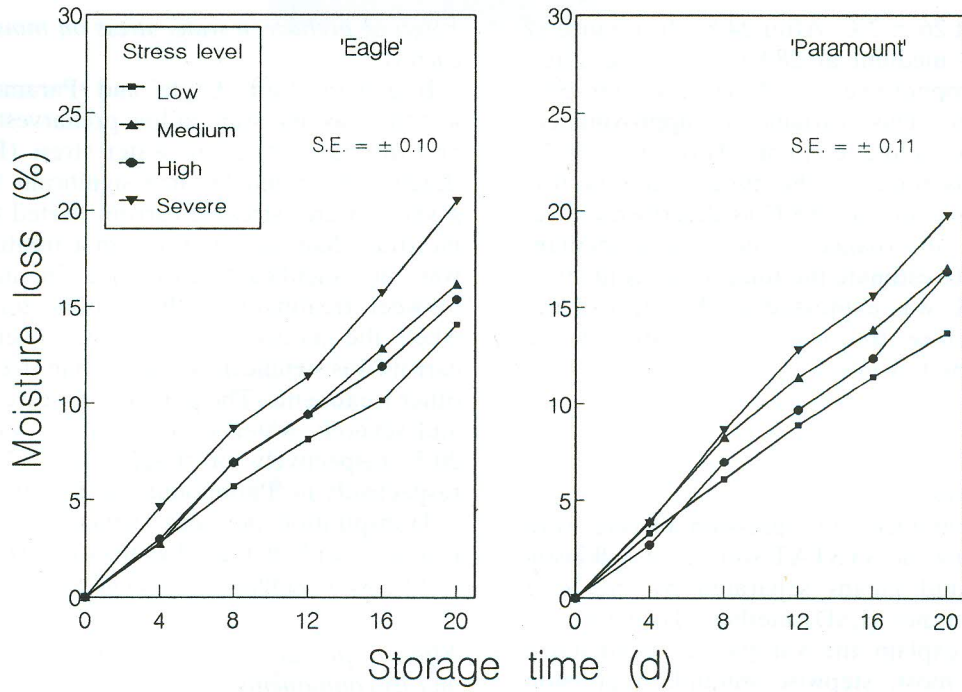 'Eagle'
S.E. = ± 0.10
Stress level
Low
Medium
High
Severe
30
25
20
15
10
5
0
0 4 8 12 16 20
'Paramount'
S.E. = ± 0.11
30
25
20
15
10
5
0
0 4 8 12 16 20
Moisture loss (%)
Storage time (d)